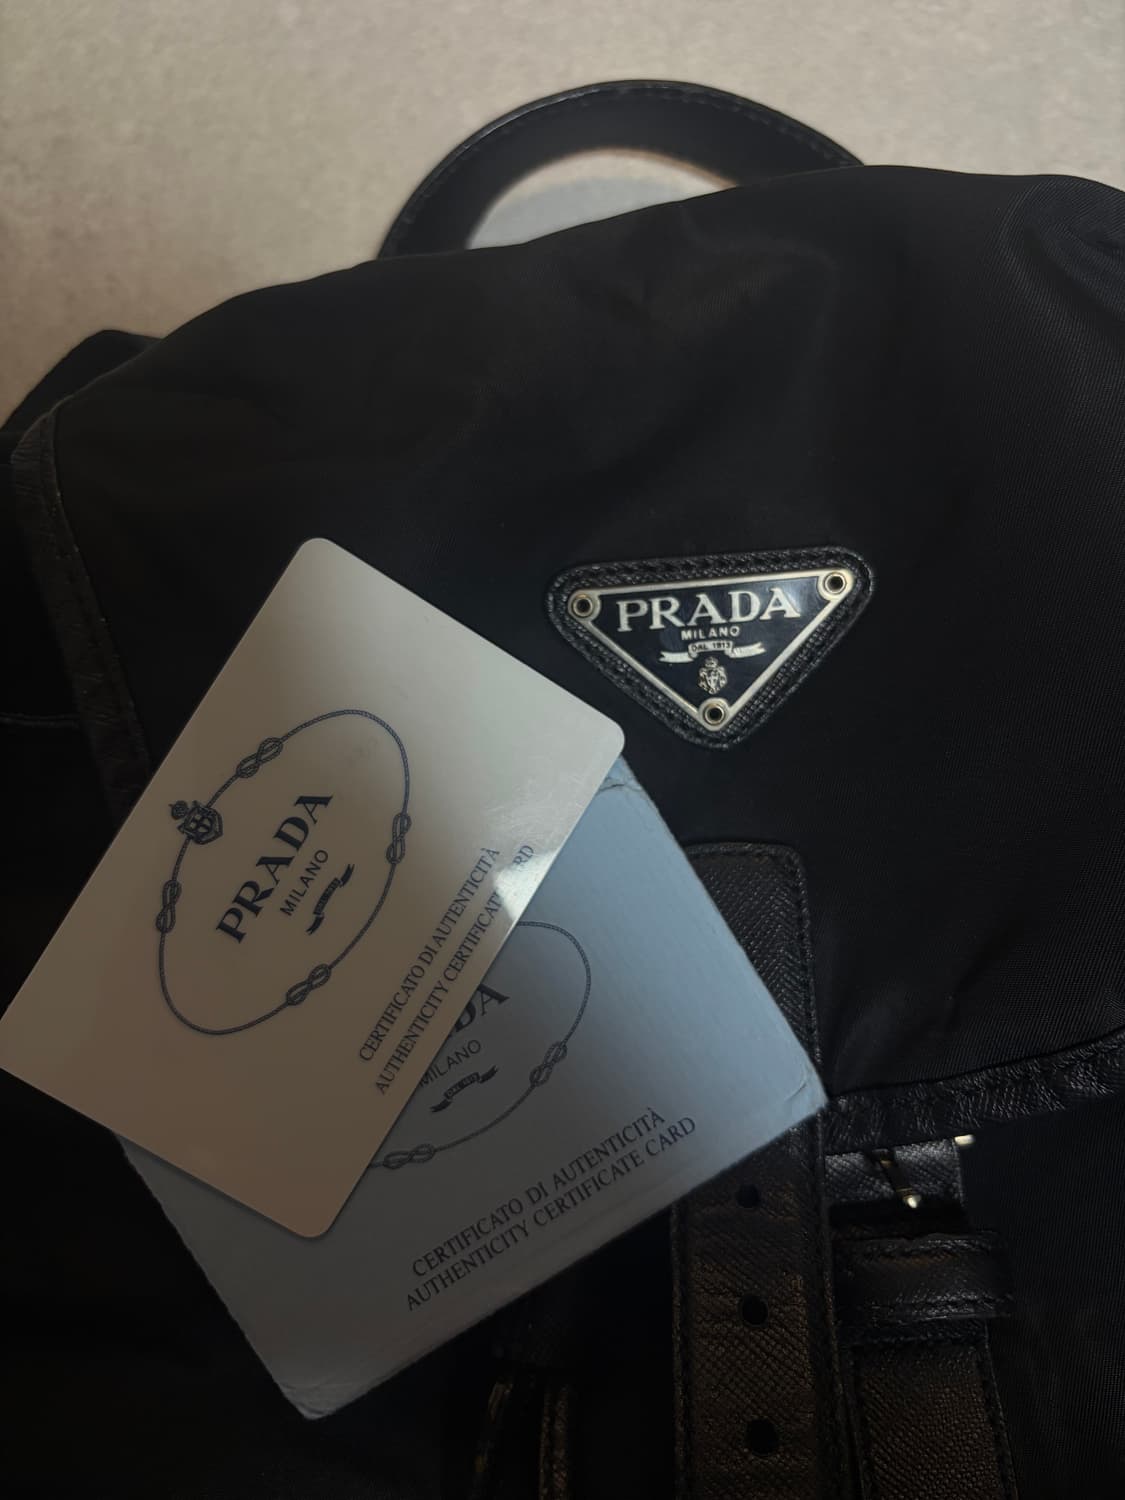 PRADA
MILANO
DAL 1913
PRADA
MILANO
CERTIFICATO DI AUTENTICITÀ
AUTHENTICITY CERTIFICATE CARD
MILANO
DAL 1913
CERTIFICATO DI AUTENTICITÀ
AUTHENTICITY CERTIFICATE CARD